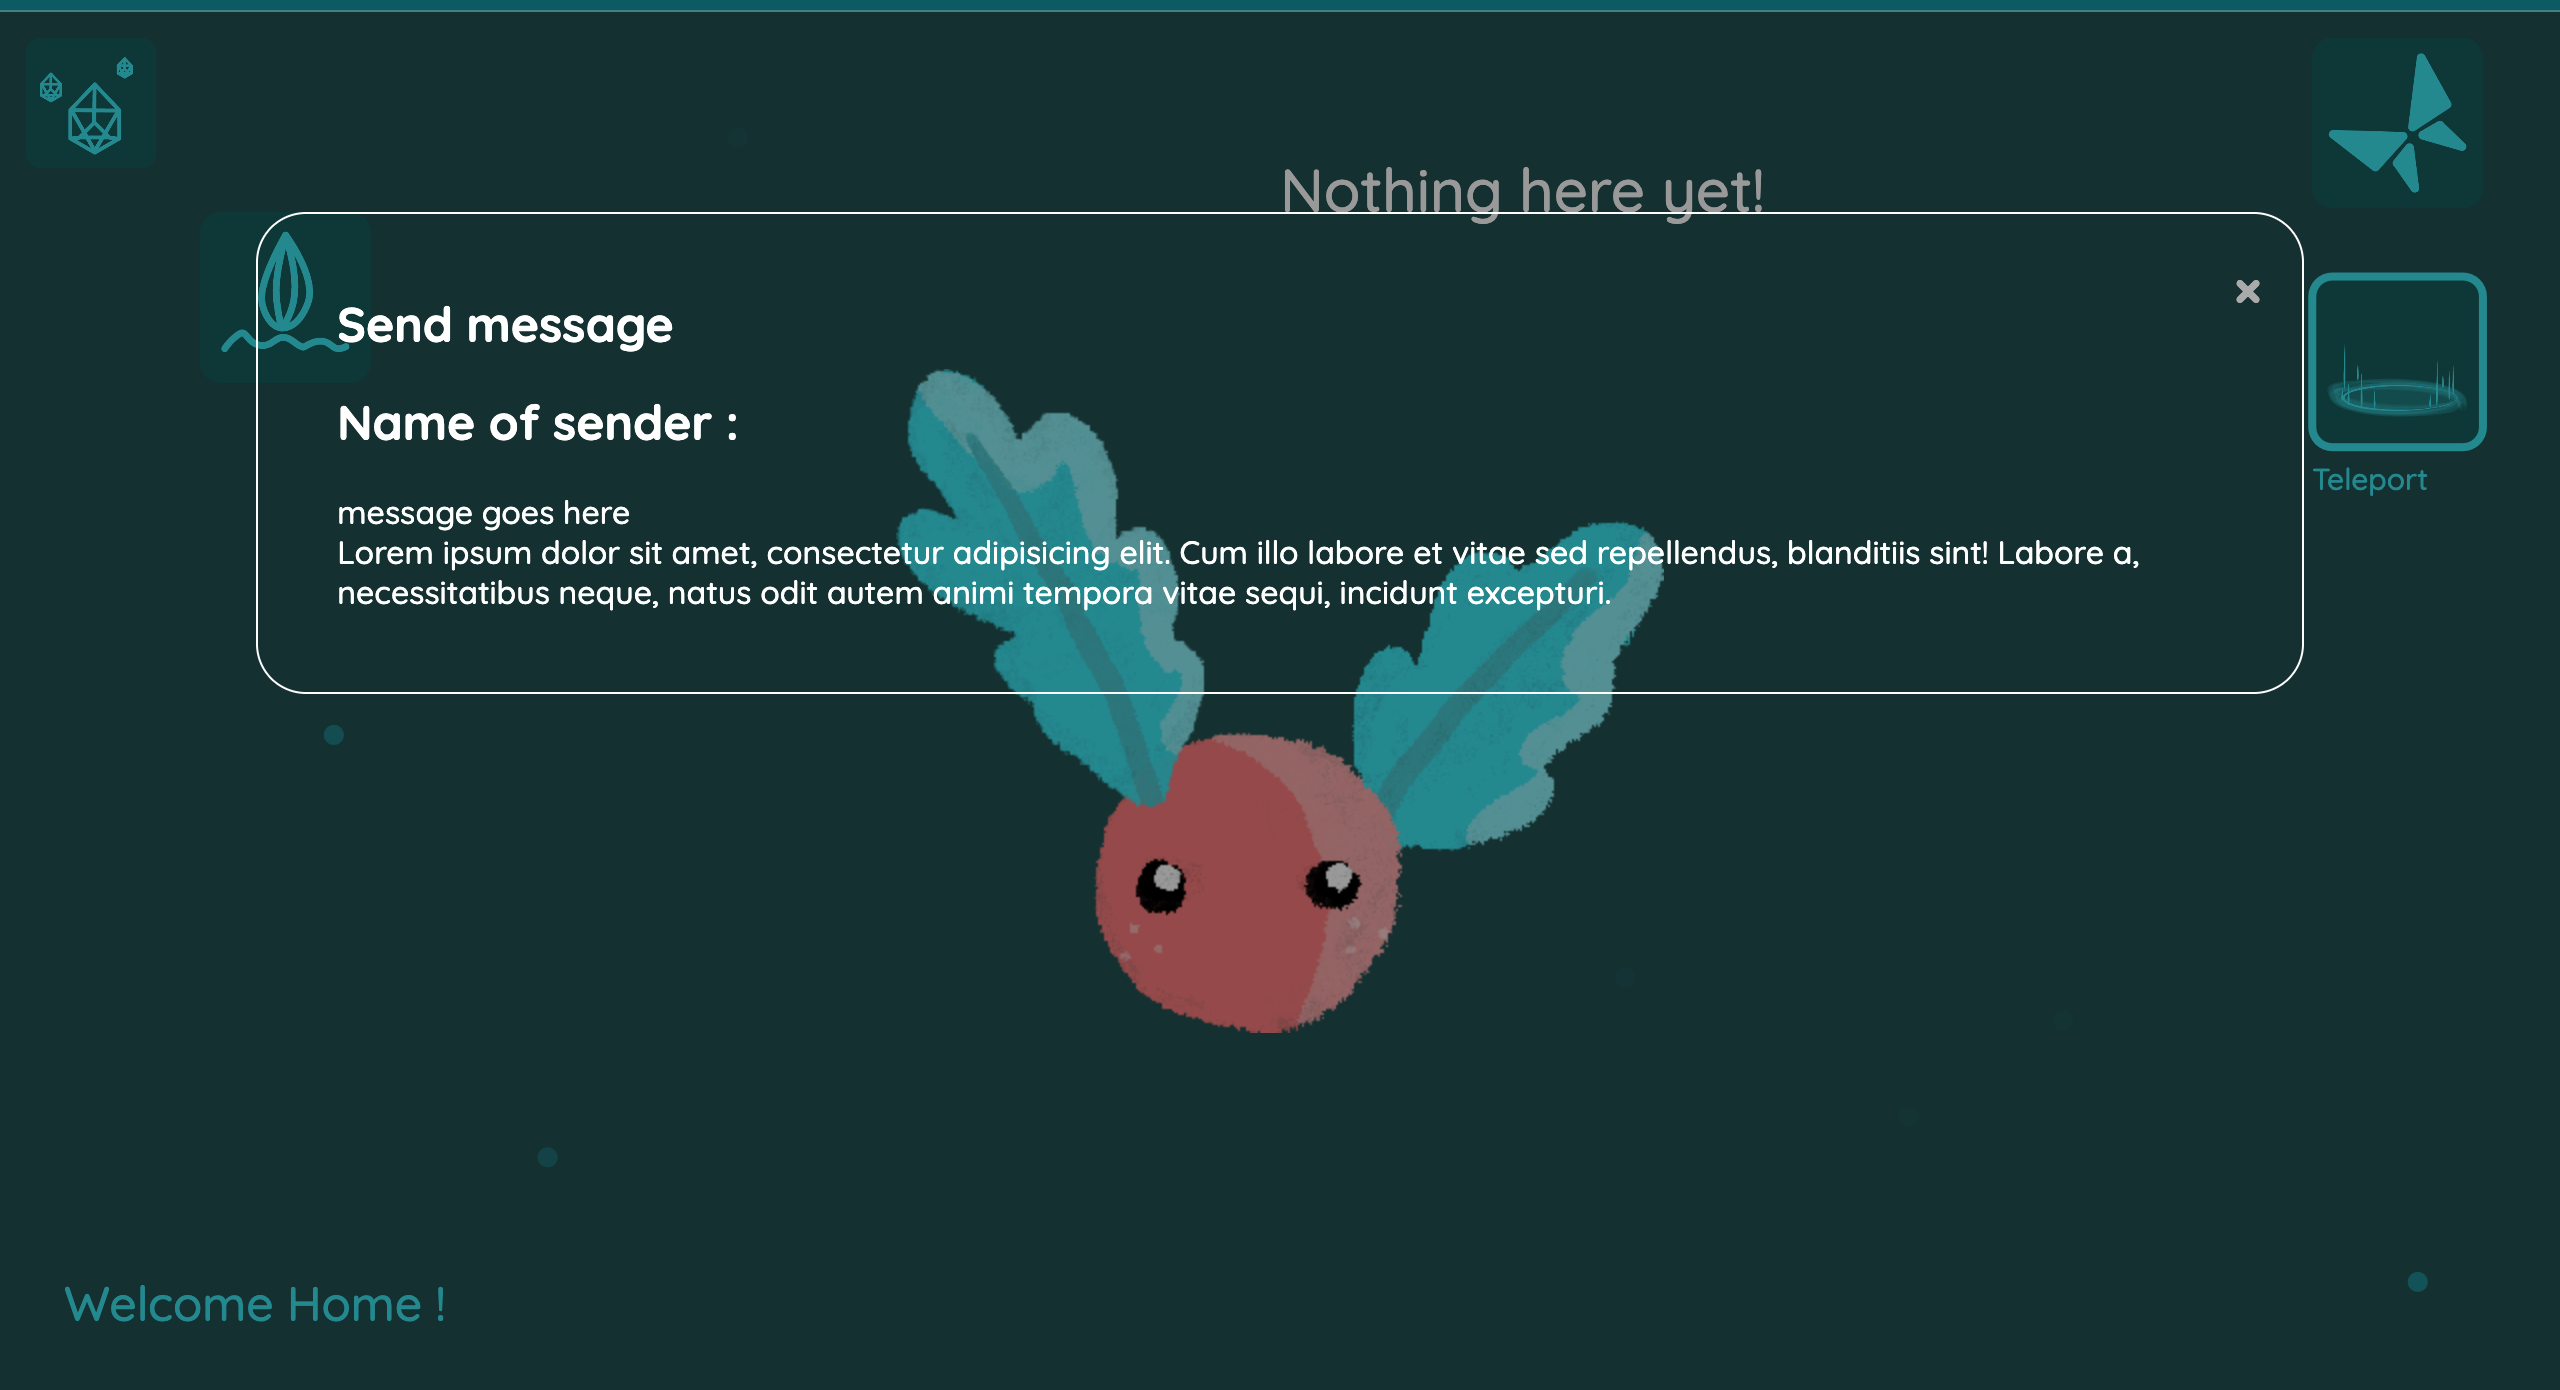 Nothing here yet!
Send message
Name of sender :
message goes here
Lorem ipsum dolor sit amet, consectetur adipisicing elit. Cum illo labore et vitae sed repellendus, blanditiis sint! Labore a,
necessitatibus neque, natus odit autem animi tempora vitae sequi, incidunt excepturi.
Teleport
Welcome Home !